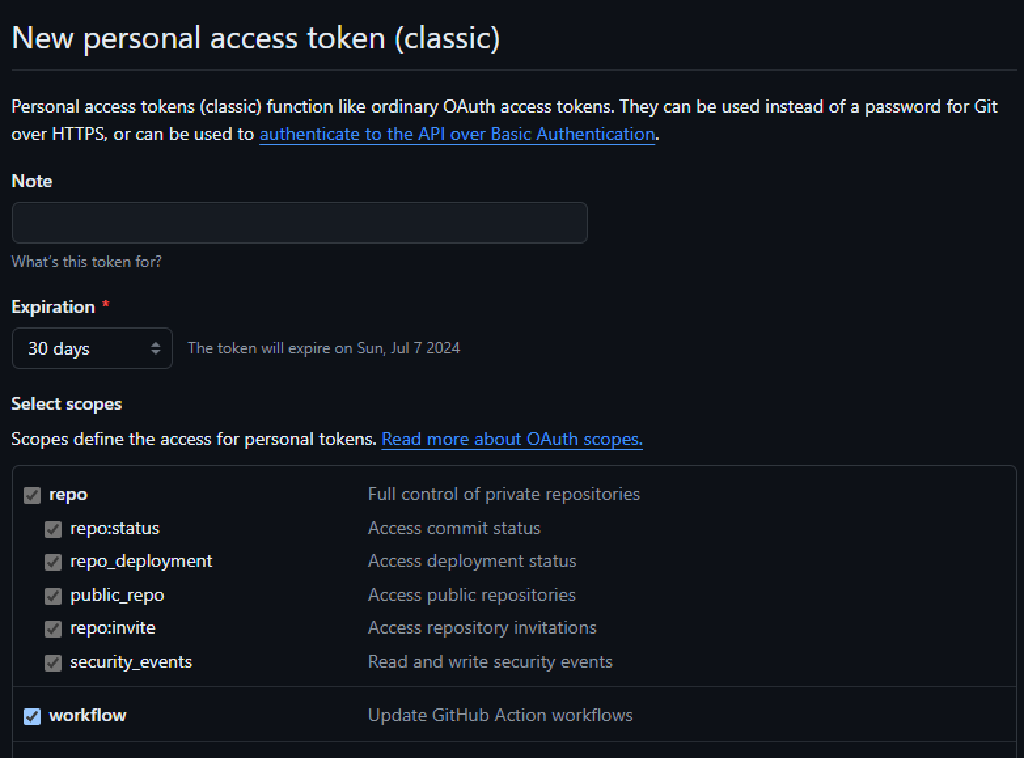 New personal access token (classic)
Personal access tokens (classic) function like ordinary OAuth access tokens. They can be used instead of a password for Git
over HTTPS, or can be used to authenticate to the API over Basic Authentication.
Note
What's this token for?
Expiration *
30 days The token will expire on Sun, Jul 7 2024
Select scopes
Scopes define the access for personal tokens. Read more about OAuth scopes.
repo Full control of private repositories
repo:status Access commit status
repo_deployment Access deployment status
public_repo Access public repositories
repo:invite Access repository invitations
security_events Read and write security events
workflow Update GitHub Action workflows